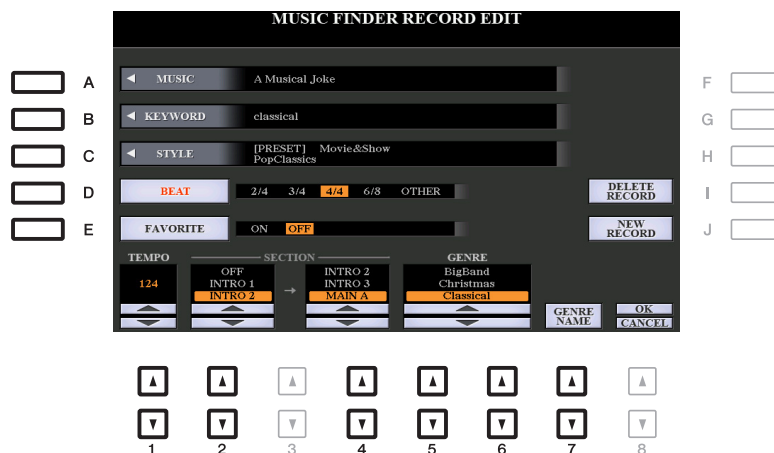 MUSIC FINDER RECORD EDIT
A MUSIC A Musical Joke F
B KEYWORD classical G
C STYLE [PRESET] Movie&Show
PopClassics H
D BEAT 2/4 3/4 4/4 6/8 OTHER DELETE
RECORD I
E FAVORITE ON OFF NEW
RECORD J
TEMPO SECTION GENRE
OFF INTRO 2 BigBand
124 INTRO 1 → INTRO 3 Christmas
INTRO 2 MAIN A Classical
GENRE
NAME
OK
CANCEL
1 2 3 4 5 6 7 8